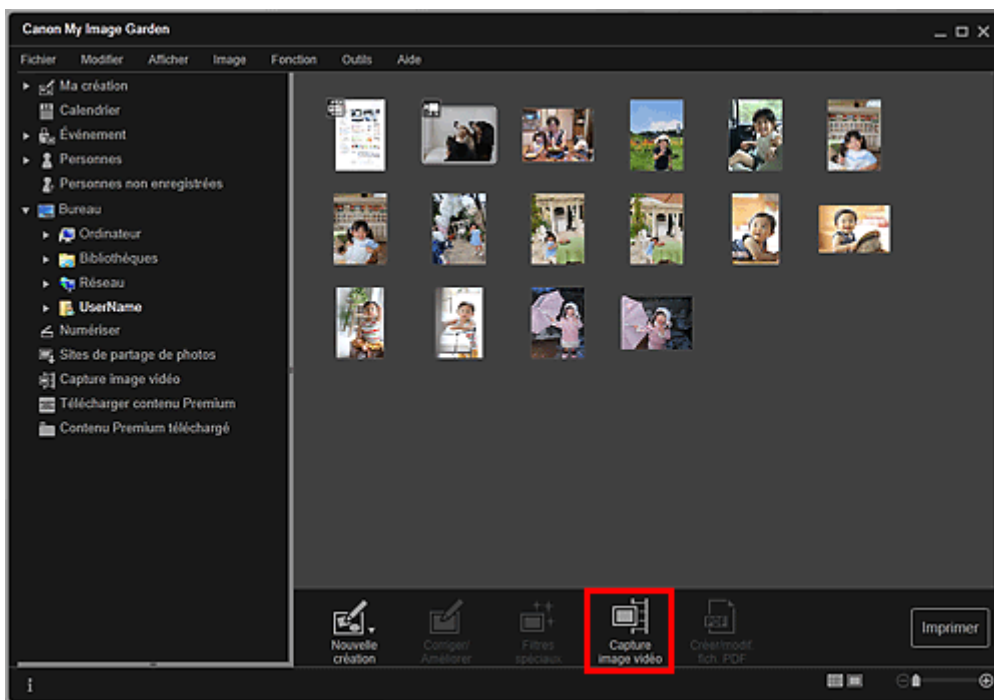 Canon My Image Garden
Fichier Modifier Afficher Image Fonction Outils Aide
Ma création
Calendrier
Événement
Personnes
Personnes non enregistrées
Bureau
Ordinateur
Bibliothèques
Réseau
UserName
Numériser
Sites de partage de photos
Capture image vidéo
Télécharger contenu Premium
Contenu Premium téléchargé
Nouvelle
création
Corriger/
Améliorer
Filtres
spéciaux
Capture
image vidéo
Créer/modif.
fich. PDF
Imprimer